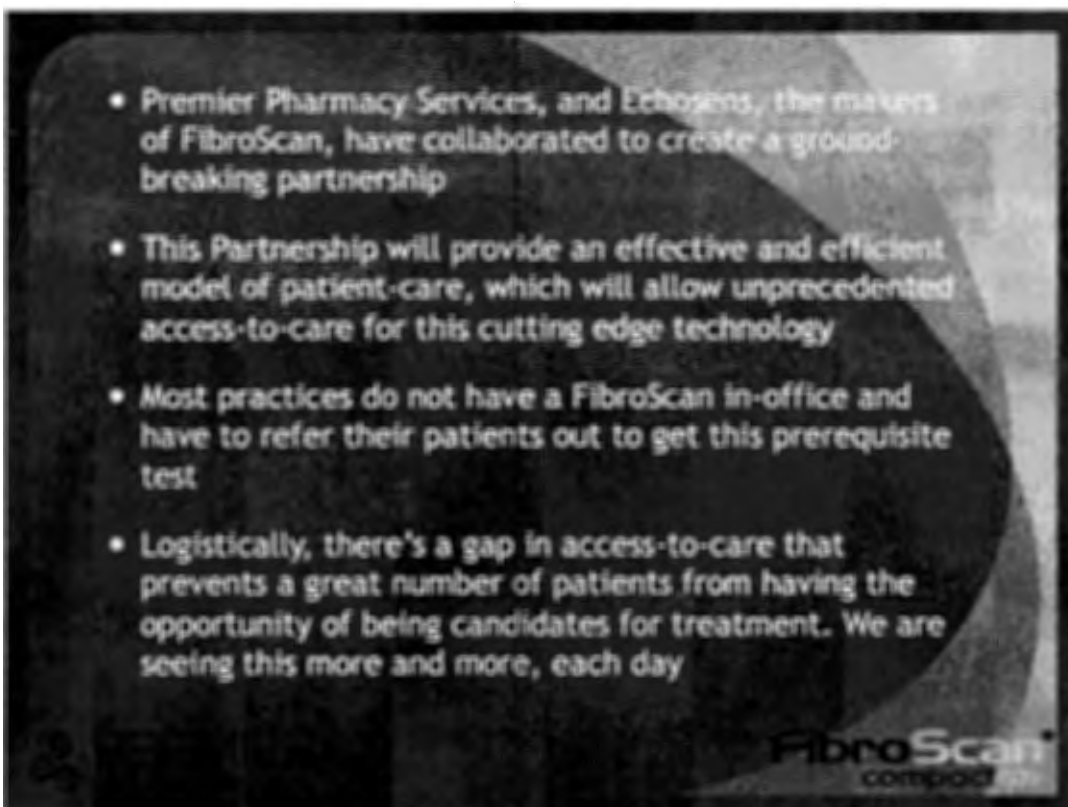 • Premier Pharmacy Services, and Echosens, the makers
of FibroScan, have collaborated to create a ground-
breaking partnership
• This Partnership will provide an effective and efficient
model of patient-care, which will allow unprecedented
access-to-care for this cutting edge technology
• Most practices do not have a FibroScan in-office and
have to refer their patients out to get this prerequisite
test
• Logistically, there's a gap in access-to-care that
prevents a great number of patients from having the
opportunity of being candidates for treatment. We are
seeing this more and more, each day
FibroScan
compact